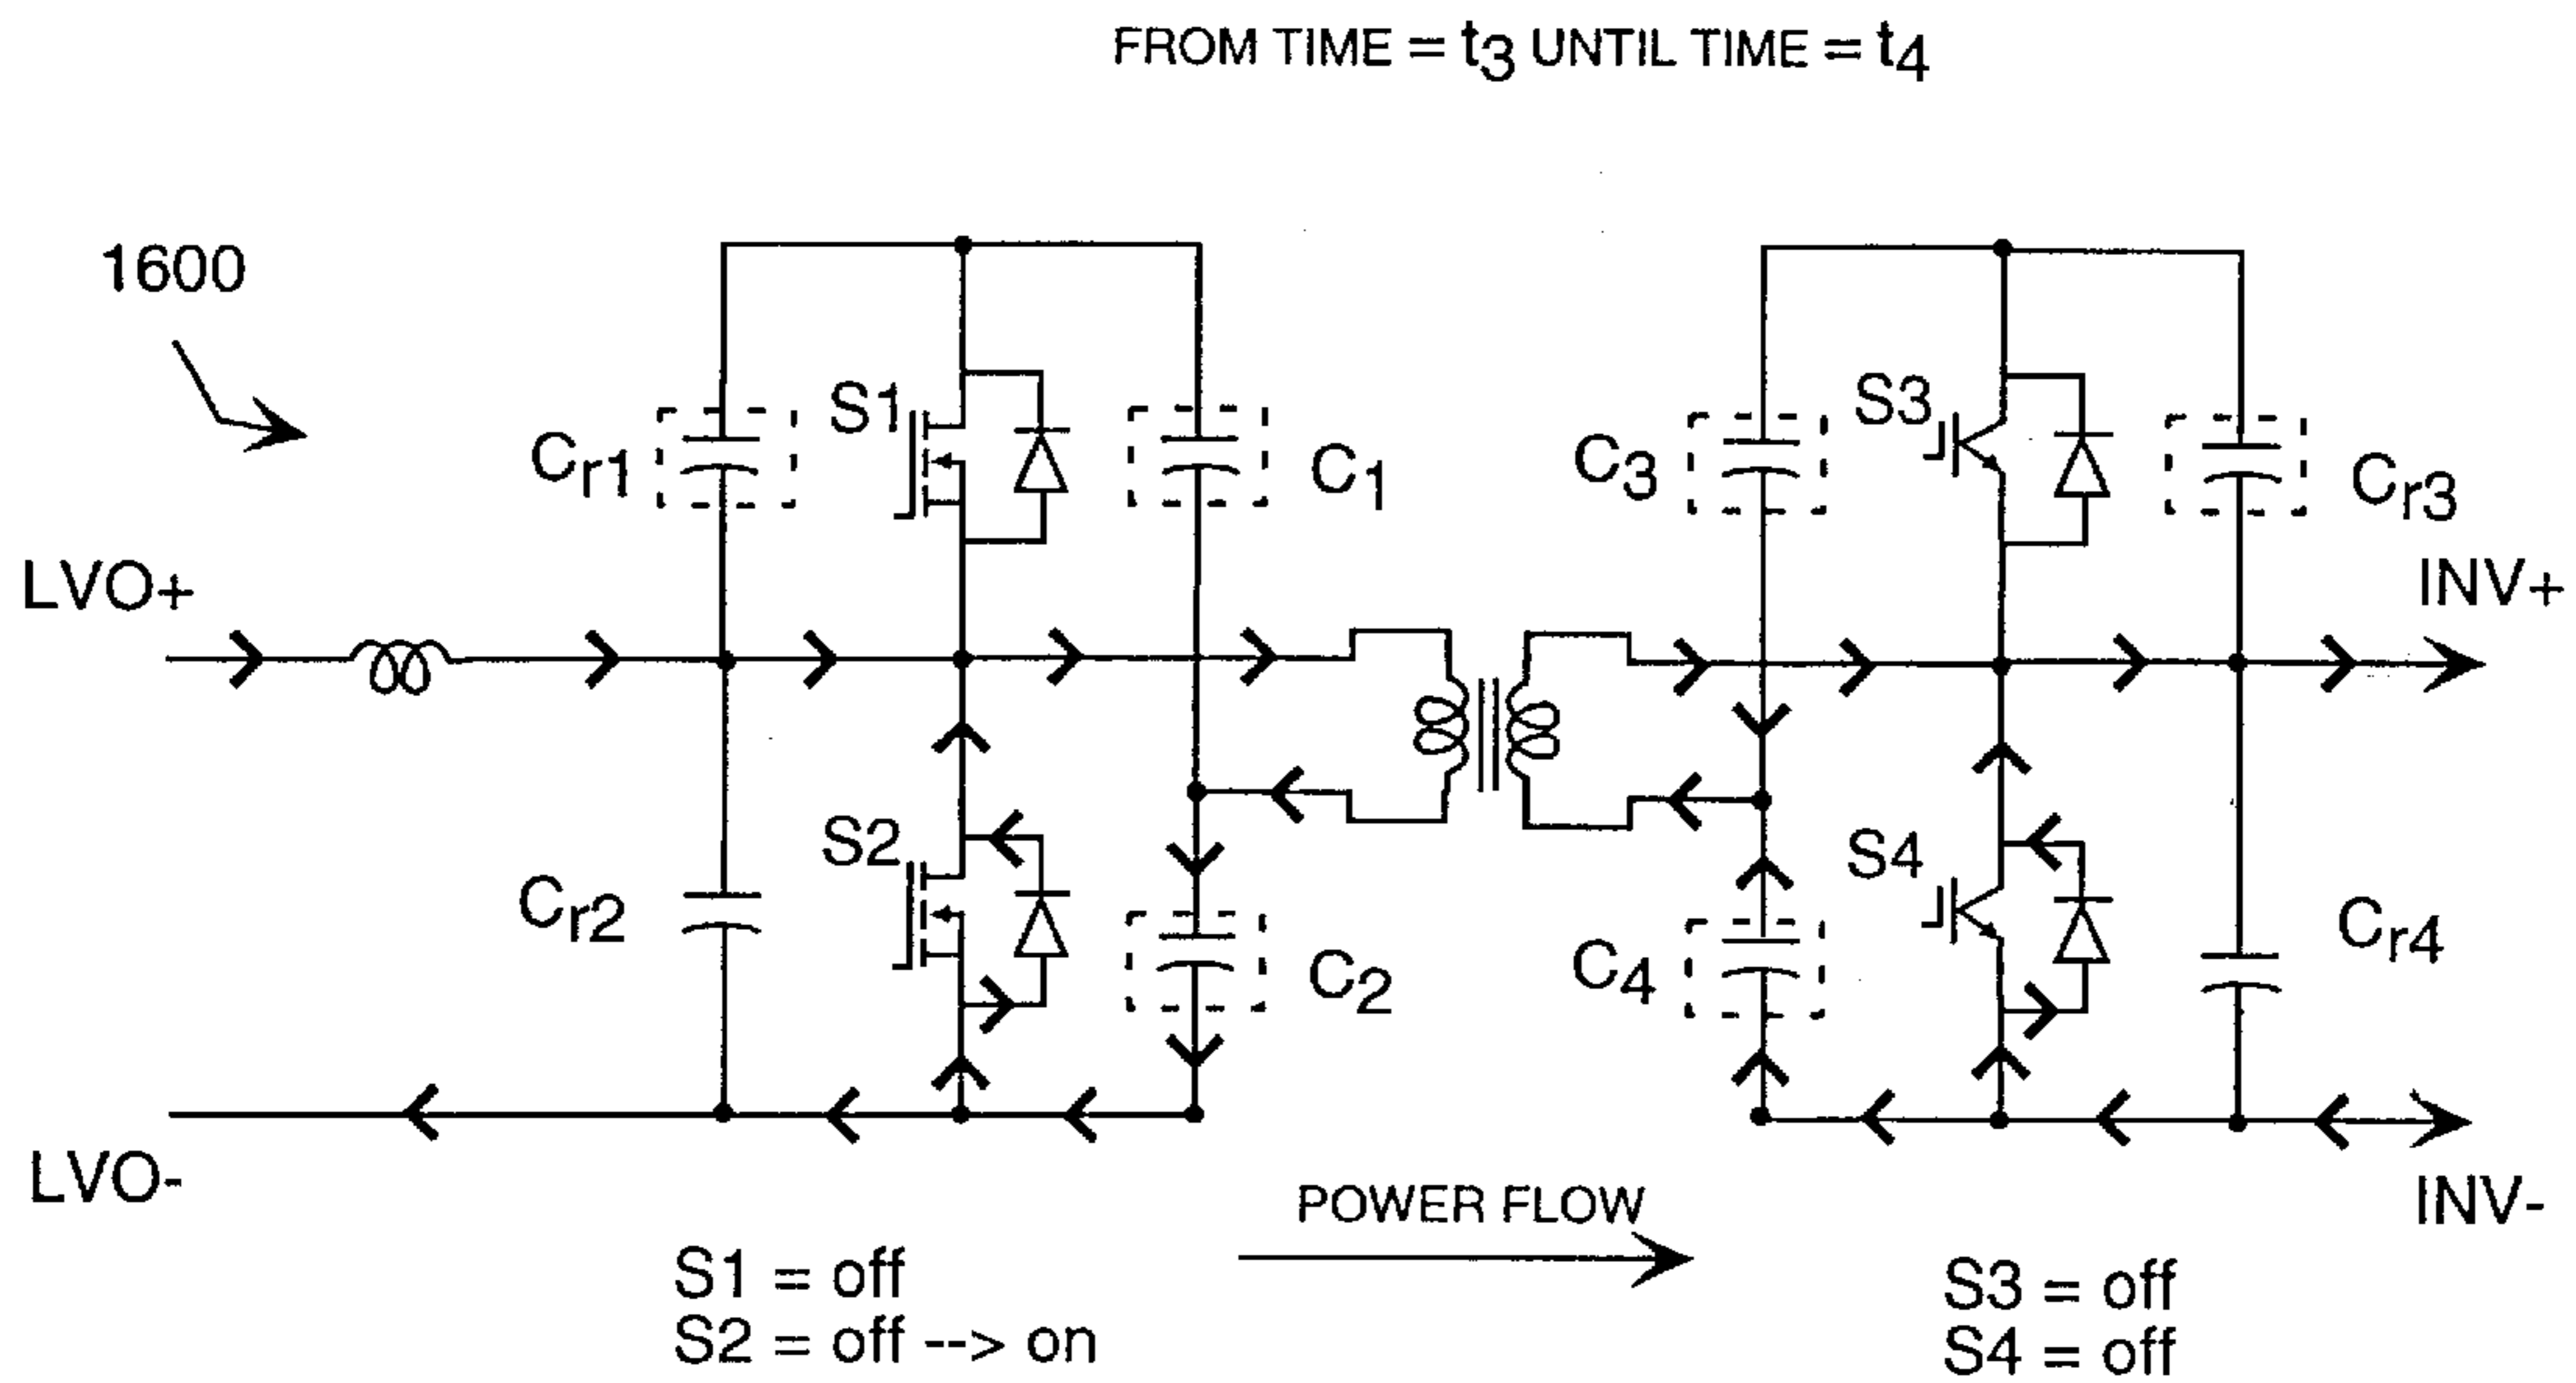 FROM TIME = t3 UNTIL TIME = t4
1600
S1
S3
Cr1
C1
C3
Cr3
LVO+
INV+
S2
S4
Cr2
C2
C4
Cr4
LVO-
INV-
POWER FLOW
S1 = off
S2 = off --> on
S3 = off
S4 = off